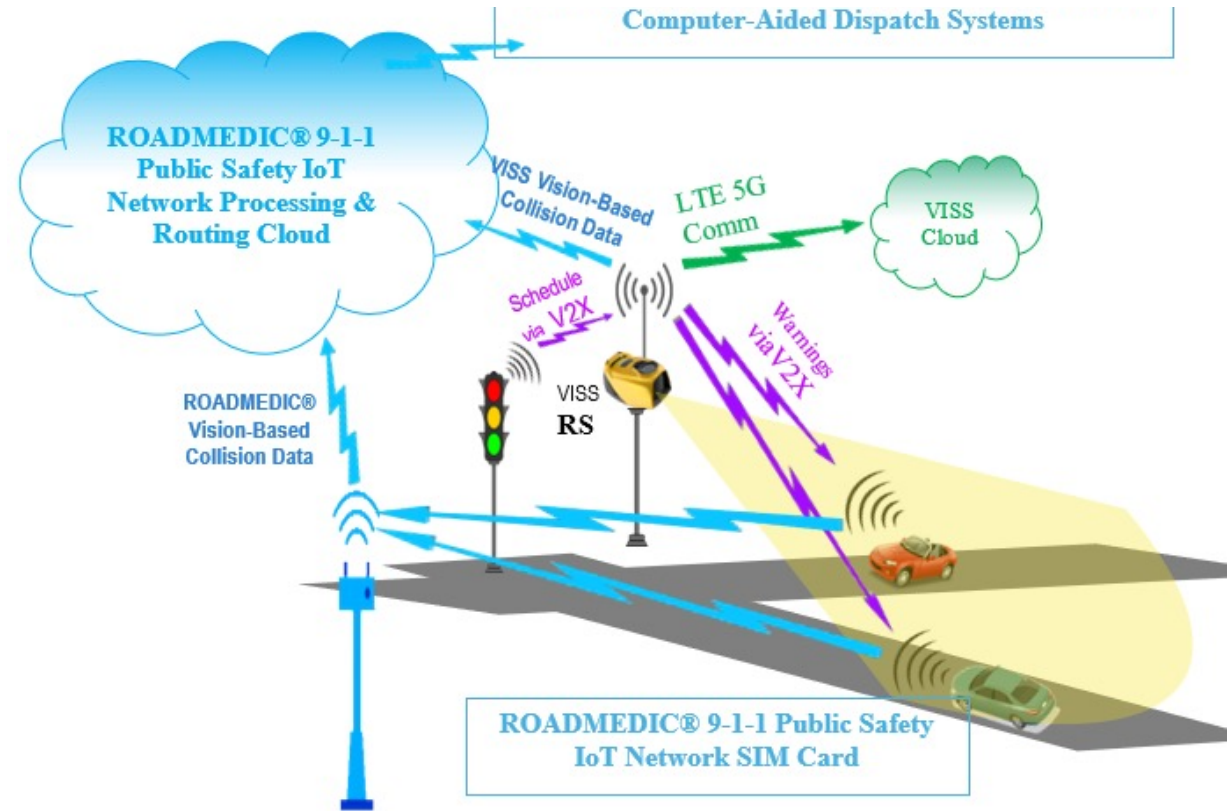 Computer-Aided Dispatch Systems
ROADMEDIC® 9-1-1
Public Safety IoT
Network Processing &
Routing Cloud
VISS Vision-Based
Collision Data
LTE 5G
Comm
VISS
Cloud
Schedule
via V2X
Warnings
viaV2X
VISS
RS
ROADMEDIC®
Vision-Based
Collision Data
ROADMEDIC® 9-1-1 Public Safety
IoT Network SIM Card